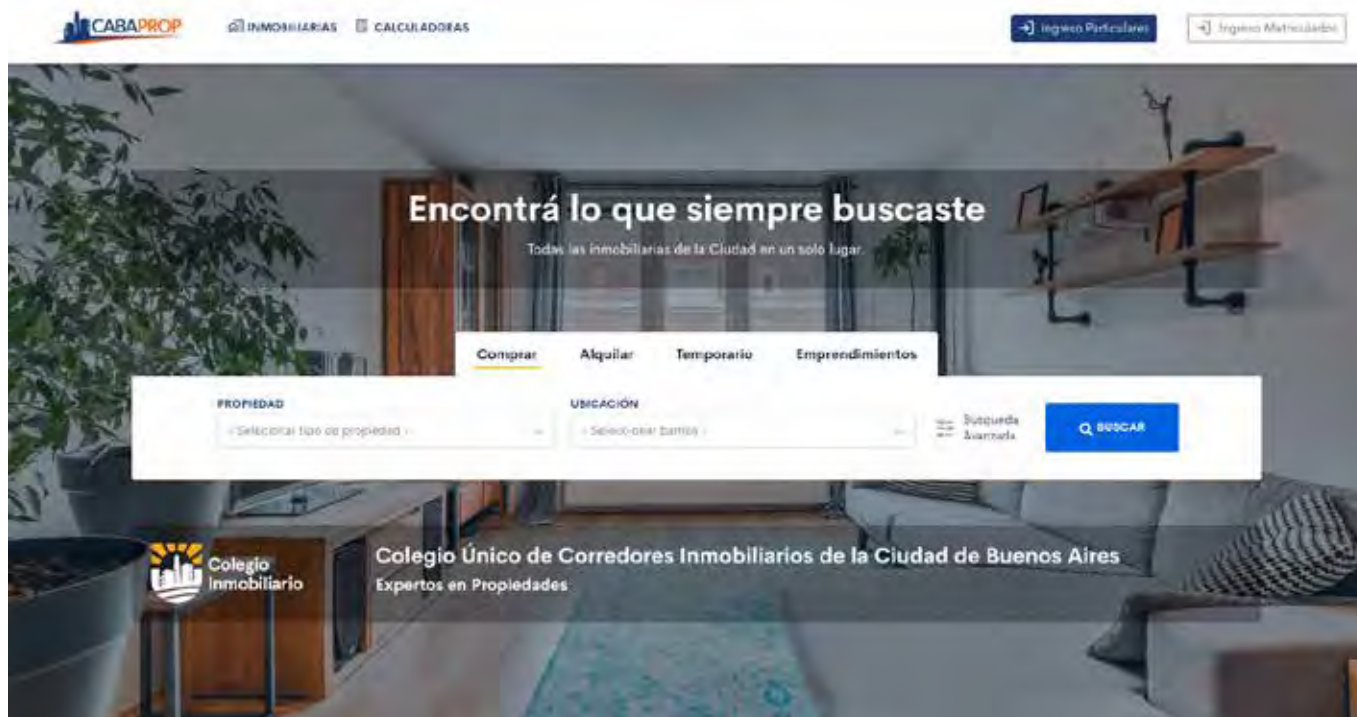 CABAPROP
INMOBILIARIAS
CALCULADORAS
Ingreso Particulares
Ingreso Matriculados
Encontrá lo que siempre buscaste
Todas las inmobiliarias de la Ciudad en un solo lugar.
Comprar
Alquilar
Temporario
Emprendimientos
PROPIEDAD
UBICACIÓN
- Seleccionar tipo de propiedad -
- Seleccionar barrios -
Busqueda
Avanzada
BUSCAR
Colegio
Inmobiliario
Colegio Único de Corredores Inmobiliarios de la Ciudad de Buenos Aires
Expertos en Propiedades